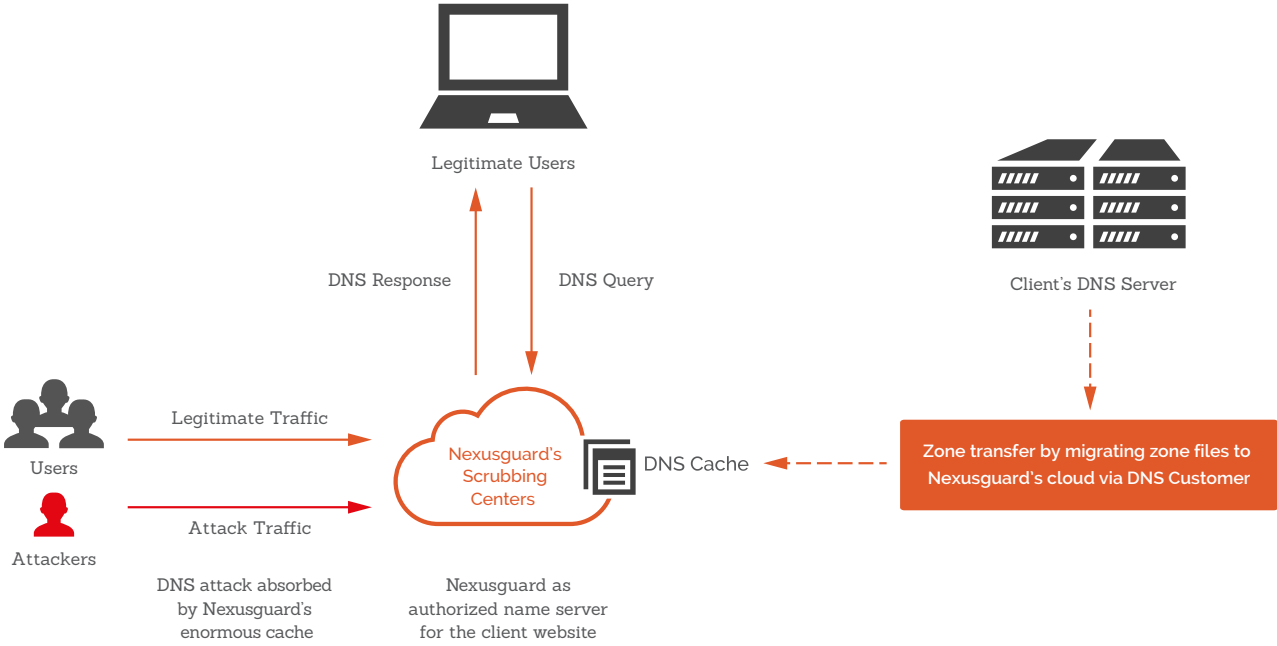 Legitimate Users
DNS Response
DNS Query
Client's DNS Server
Legitimate Traffic
Users
Attack Traffic
Attackers
Nexusguard's
Scrubbing
Centers
DNS Cache
Zone transfer by migrating zone files to
Nexusguard's cloud via DNS Customer
DNS attack absorbed
by Nexusguard's
enormous cache
Nexusguard as
authorized name server
for the client website